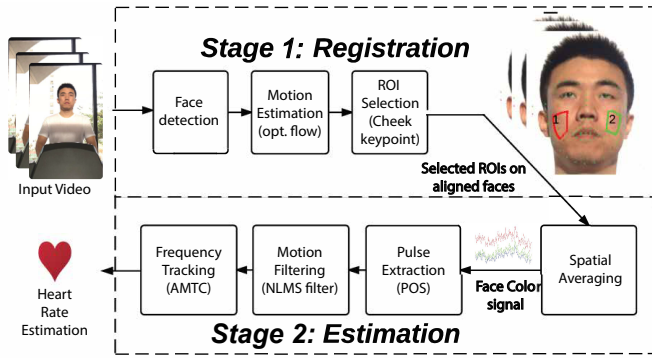 Stage 1: Registration
Input Video
Face
detection
Motion
Estimation
(opt. flow)
ROI
Selection
(Cheek
keypoint)
1
2
Selected ROIs on
aligned faces
Spatial
Averaging
Face Color
signal
Pulse
Extraction
(POS)
Motion
Filtering
(NLMS filter)
Frequency
Tracking
(AMTC)
Heart
Rate
Estimation
Stage 2: Estimation